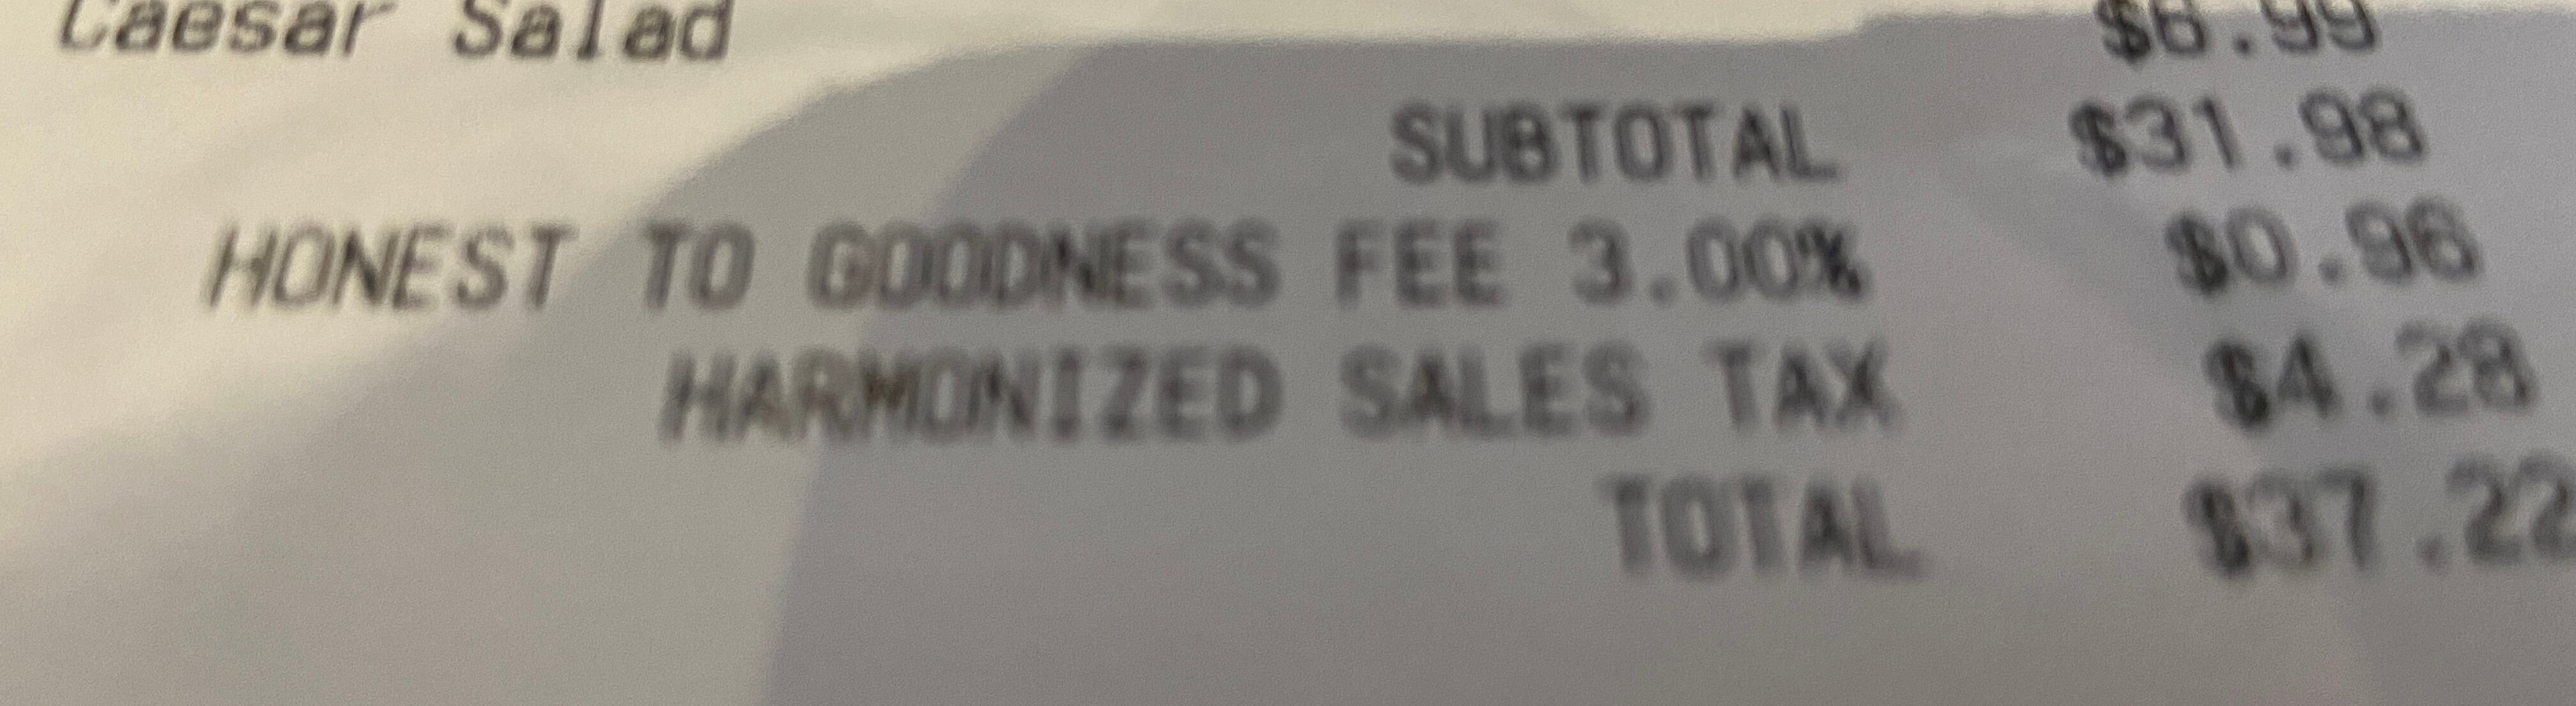 Caesar Salad $6.99
SUBTOTAL $31.98
HONEST TO GOODNESS FEE 3.00% $0.96
HARMONIZED SALES TAX $4.28
TOTAL $37.22